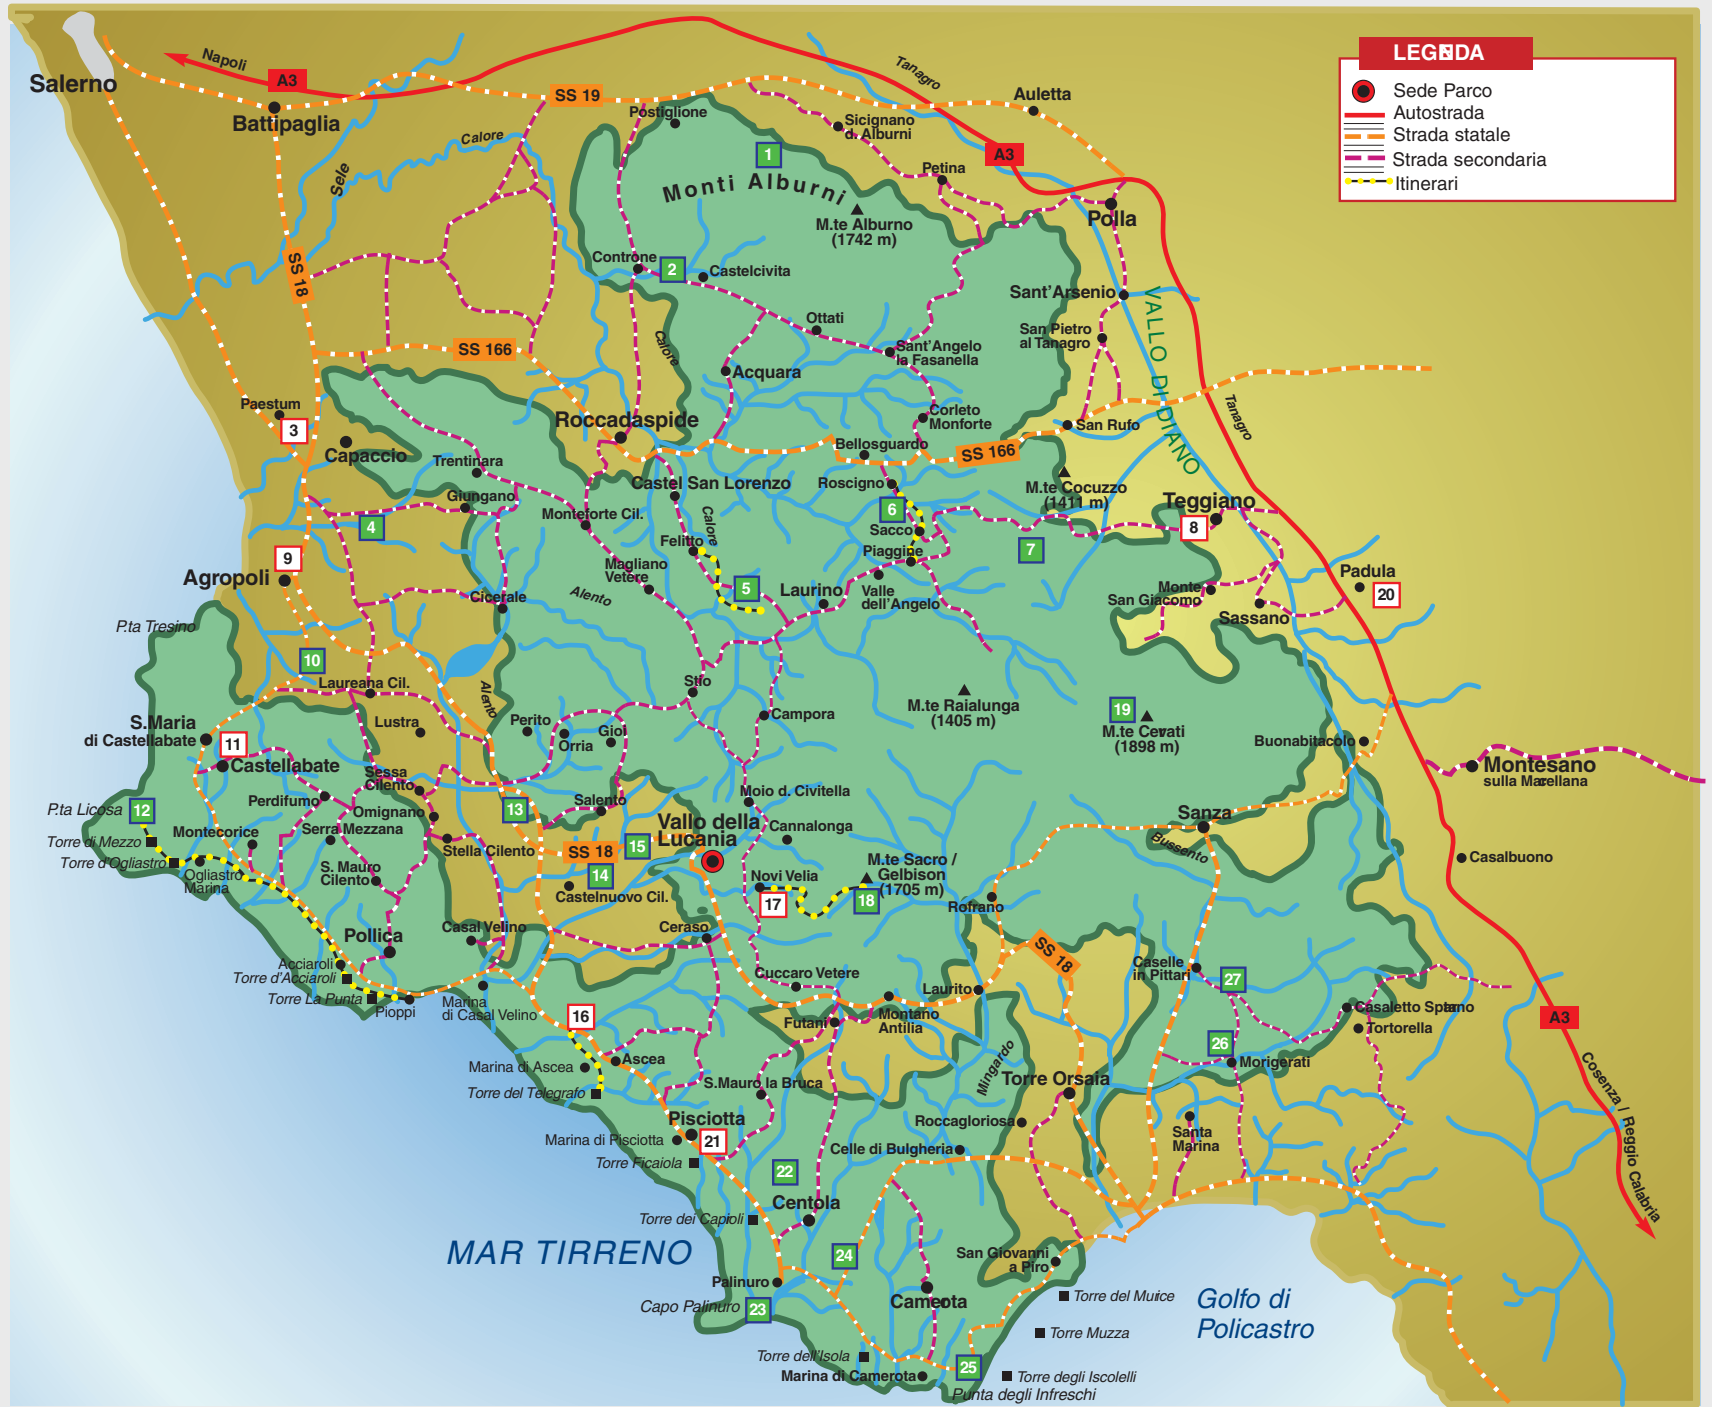 LEGENDA
Sede Parco
Autostrada
Strada statale
Strada secondaria
Itinerari
Salerno
Napoli
A3
Battipaglia
SS 19
Calore
Sele
Tanagro
Auletta
Postiglione
Sicignano
d. Alburni
A3
1
Monti Alburni
Petina
Polla
M.te Alburno
(1742 m)
SS 18
Controne
2
Castelcivita
Sant'Arsenio
San Pietro
al Tanagro
VALLO DI DIANO
Ottati
Calore
SS 166
Sant'Angelo
la Fasanella
Acquara
Tanagro
Paestum
3
Capaccio
Roccadaspide
Corleto
Monforte
San Rufo
Bellosguardo
SS 166
Trentinara
Castel San Lorenzo
Roscigno
M.te Cocuzzo
(1411 m)
Teggiano
Giungano
Monteforte Cil.
Calore
6
4
Sacco
8
Felitto
Piaggine
7
9
Magliano
Vetere
Agropoli
Padula
20
5
Laurino
Valle
dell'Angelo
Monte
San Giacomo
Cicerale
Alento
Sassano
P.ta Tresino
10
Laureana Cil.
Stio
Alento
M.te Raialunga
(1405 m)
19
M.te Cervati
(1898 m)
S.Maria
di Castellabate
Lustra
Perito
Orria
Gioi
Campora
11
Buonabitacolo
Castellabate
Montesano
sulla Marcellana
Sessa
Cilento
Perdifumo
Omignano
Salento
Moio d. Civitella
P.ta Licosa
12
13
Sanza
Montecorice
Serra Mezzana
Vallo della
Lucania
Cannalonga
Torre di Mezzo
Stella Cilento
SS 18
15
Bussento
Torre d'Ogliastro
Casalbuono
Ogliastro
Marina
S. Mauro
Cilento
14
Castelnuovo Cil.
Novi Velia
M.te Sacro /
Gelbison
(1705 m)
17
18
Rofrano
Casal Velino
Ceraso
Pollica
SS 18
Acciaroli
Torre d'Acciaroli
Cuccaro Vetere
Caselle
in Pittari
27
Torre La Punta
Pioppi
Marina
di Casal Velino
Laurito
16
Futani
Montano
Antilia
Casaletto Spartano
Tortorella
A3
26
Morigerati
Ascea
Marina di Ascea
Mingardo
Torre del Telegrafo
S.Mauro la Bruca
Torre Orsaia
Cosenza / Reggio Calabria
Pisciotta
Roccagloriosa
Santa
Marina
Marina di Pisciotta
21
Celle di Bulgheria
Torre Ficaiola
22
Centola
Torre dei Capioli
MAR TIRRENO
24
San Giovanni
a Piro
Palinuro
Capo Palinuro
23
Camerota
Torre del Murice
Golfo di
Policastro
Torre Muzza
Torre dell'Isola
25
Marina di Camerota
Torre degli Iscolelli
Punta degli Infreschi